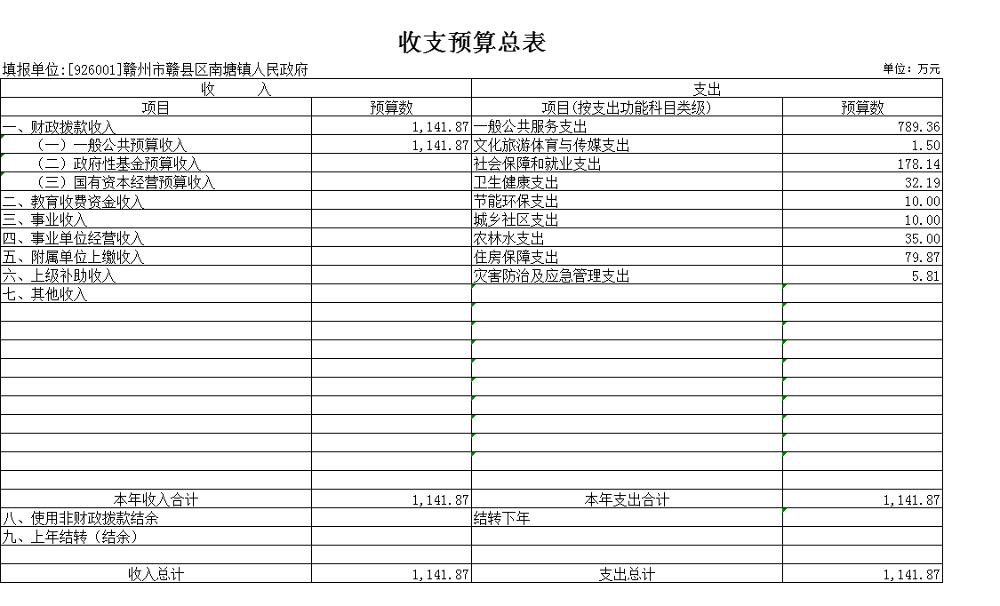 收支预算总表
填报单位:[926001]赣州市赣县区南塘镇人民政府 单位：万元
收 入 支出
项目 预算数 项目(按支出功能科目类级) 预算数
一、财政拨款收入 1,141.87 一般公共服务支出 789.36
（一）一般公共预算收入 1,141.87 文化旅游体育与传媒支出 1.50
（二）政府性基金预算收入 社会保障和就业支出 178.14
（三）国有资本经营预算收入 卫生健康支出 32.19
二、教育收费资金收入 节能环保支出 10.00
三、事业收入 城乡社区支出 10.00
四、事业单位经营收入 农林水支出 35.00
五、附属单位上缴收入 住房保障支出 79.87
六、上级补助收入 灾害防治及应急管理支出 5.81
七、其他收入
本年收入合计 1,141.87 本年支出合计 1,141.87
八、使用非财政拨款结余 结转下年
九、上年结转（结余）
收入总计 1,141.87 支出总计 1,141.87